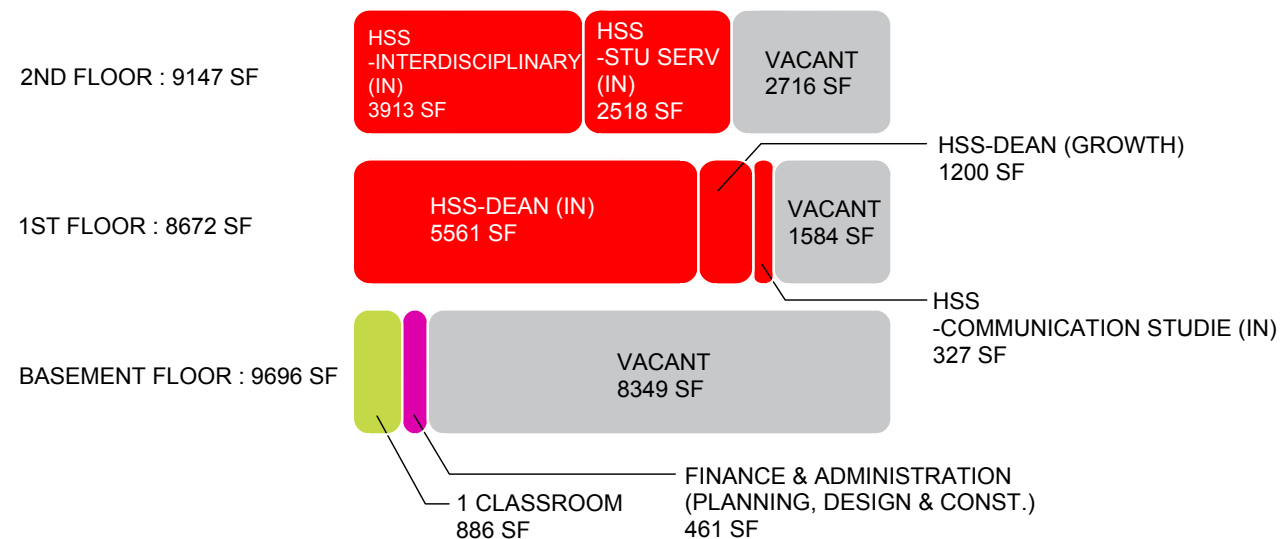 2ND FLOOR : 9147 SF
HSS
-INTERDISCIPLINARY
(IN)
3913 SF
HSS
-STU SERV
(IN)
2518 SF
VACANT
2716 SF
HSS-DEAN (GROWTH)
1200 SF
1ST FLOOR : 8672 SF
HSS-DEAN (IN)
5561 SF
VACANT
1584 SF
HSS
-COMMUNICATION STUDIE (IN)
327 SF
BASEMENT FLOOR : 9696 SF
VACANT
8349 SF
1 CLASSROOM
886 SF
FINANCE & ADMINISTRATION
(PLANNING, DESIGN & CONST.)
461 SF